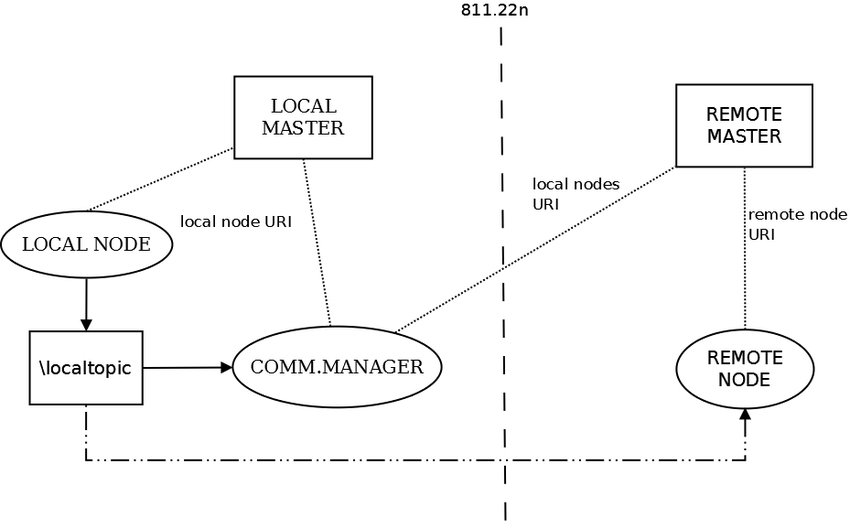 811.22n
LOCAL
MASTER
REMOTE
MASTER
local nodes
URI
local node URI
remote node
URI
LOCAL NODE
\localtopic
COMM.MANAGER
REMOTE
NODE